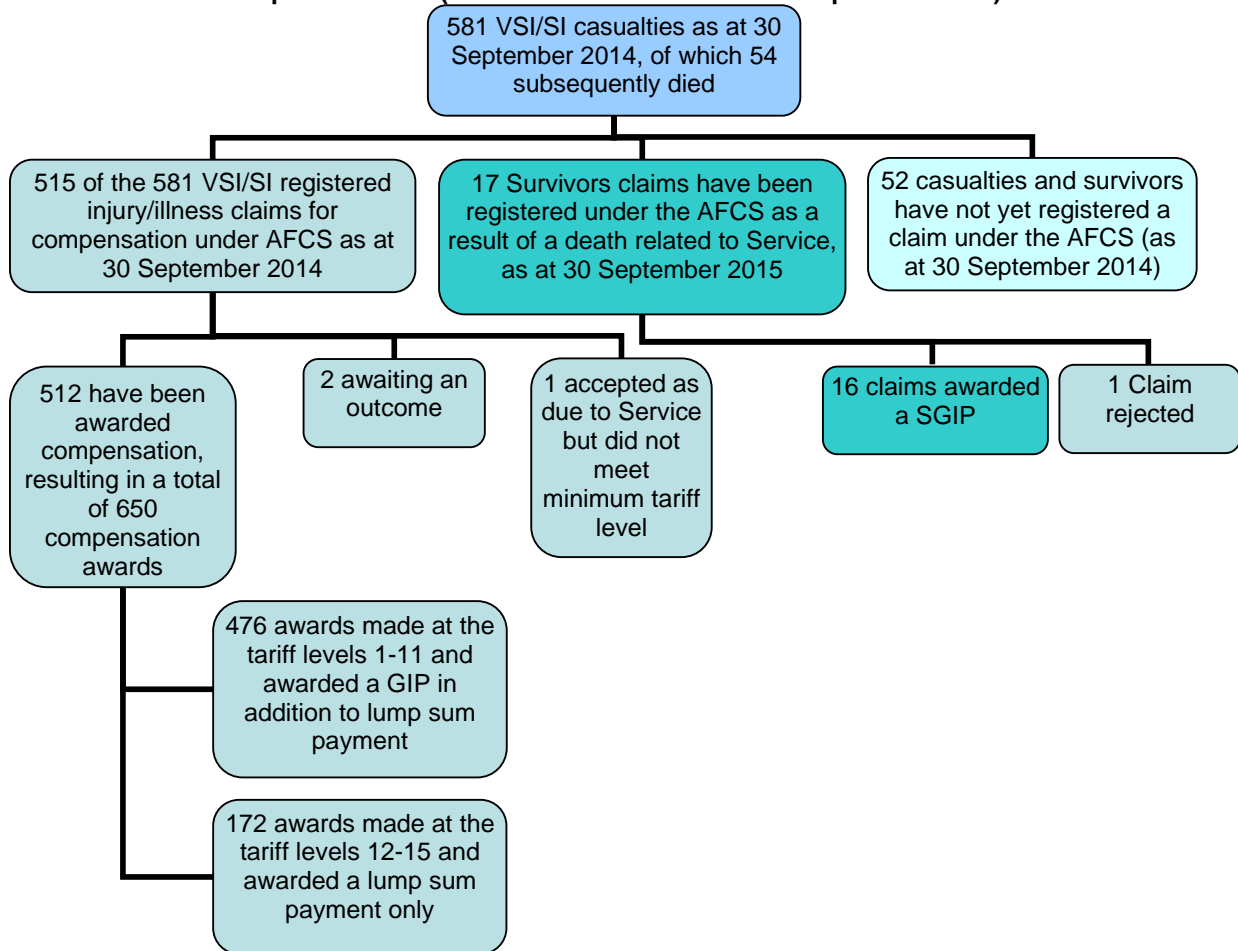 581 VSI/SI casualties as at 30
September 2014, of which 54
subsequently died
515 of the 581 VSI/SI registered
injury/illness claims for
compensation under AFCS as at
30 September 2014
17 Survivors claims have been
registered under the AFCS as a
result of a death related to Service,
as at 30 September 2015
52 casualties and survivors
have not yet registered a
claim under the AFCS (as
at 30 September 2014)
512 have been
awarded
compensation,
resulting in a total
of 650
compensation
awards
2 awaiting an
outcome
1 accepted as
due to Service
but did not
meet
minimum tariff
level
16 claims awarded
a SGIP
1 Claim
rejected
476 awards made at the
tariff levels 1-11 and
awarded a GIP in
addition to lump sum
payment
172 awards made at the
tariff levels 12-15 and
awarded a lump sum
payment only